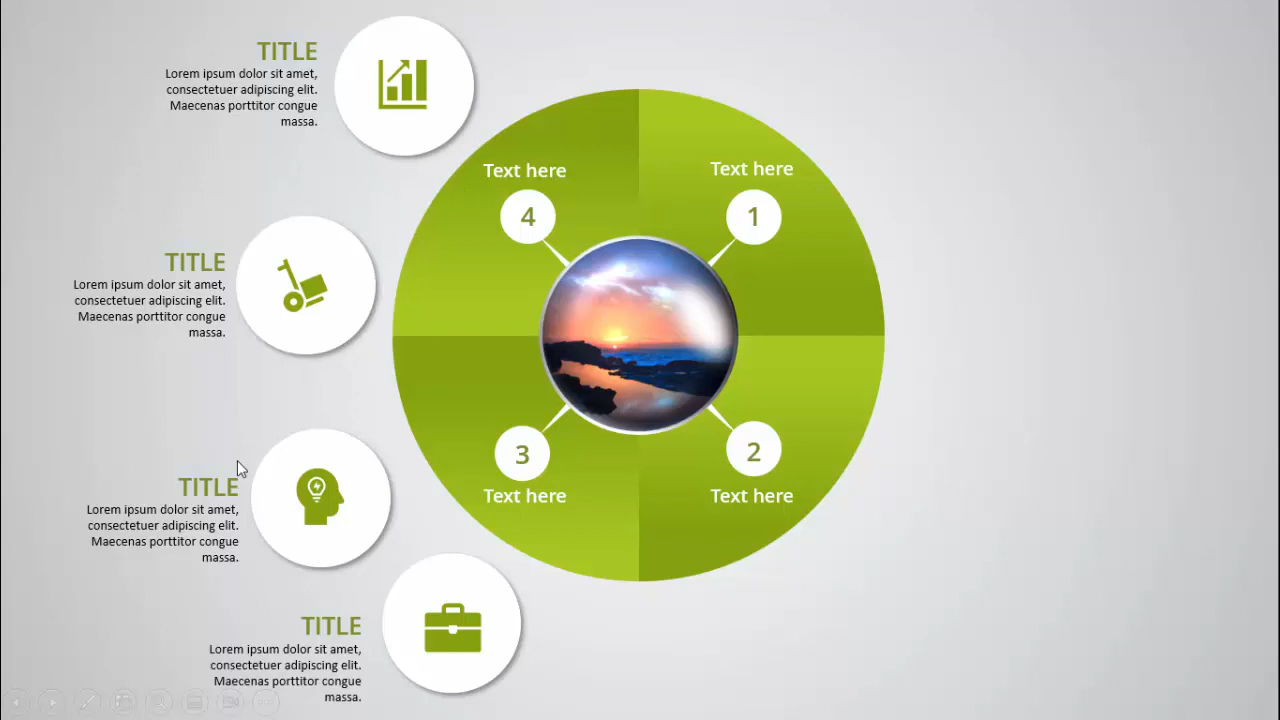 TITLE
Lorem ipsum dolor sit amet,
consectetuer adipiscing elit.
Maecenas porttitor congue
massa.
TITLE
Lorem ipsum dolor sit amet,
consectetuer adipiscing elit.
Maecenas porttitor congue
massa.
TITLE
Lorem ipsum dolor sit amet,
consectetuer adipiscing elit.
Maecenas porttitor congue
massa.
TITLE
Lorem ipsum dolor sit amet,
consectetuer adipiscing elit.
Maecenas porttitor congue
massa.
Text here
4
Text here
1
3
Text here
2
Text here